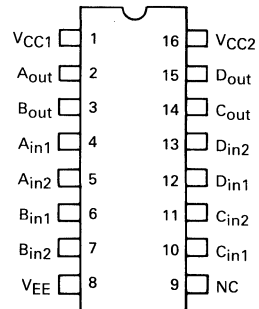 VCC1 1 16 VCC2
Aout 2 15 Dout
Bout 3 14 Cout
Ain1 4 13 Din2
Ain2 5 12 Din1
Bin1 6 11 Cin2
Bin2 7 10 Cin1
VEE 8 9 NC